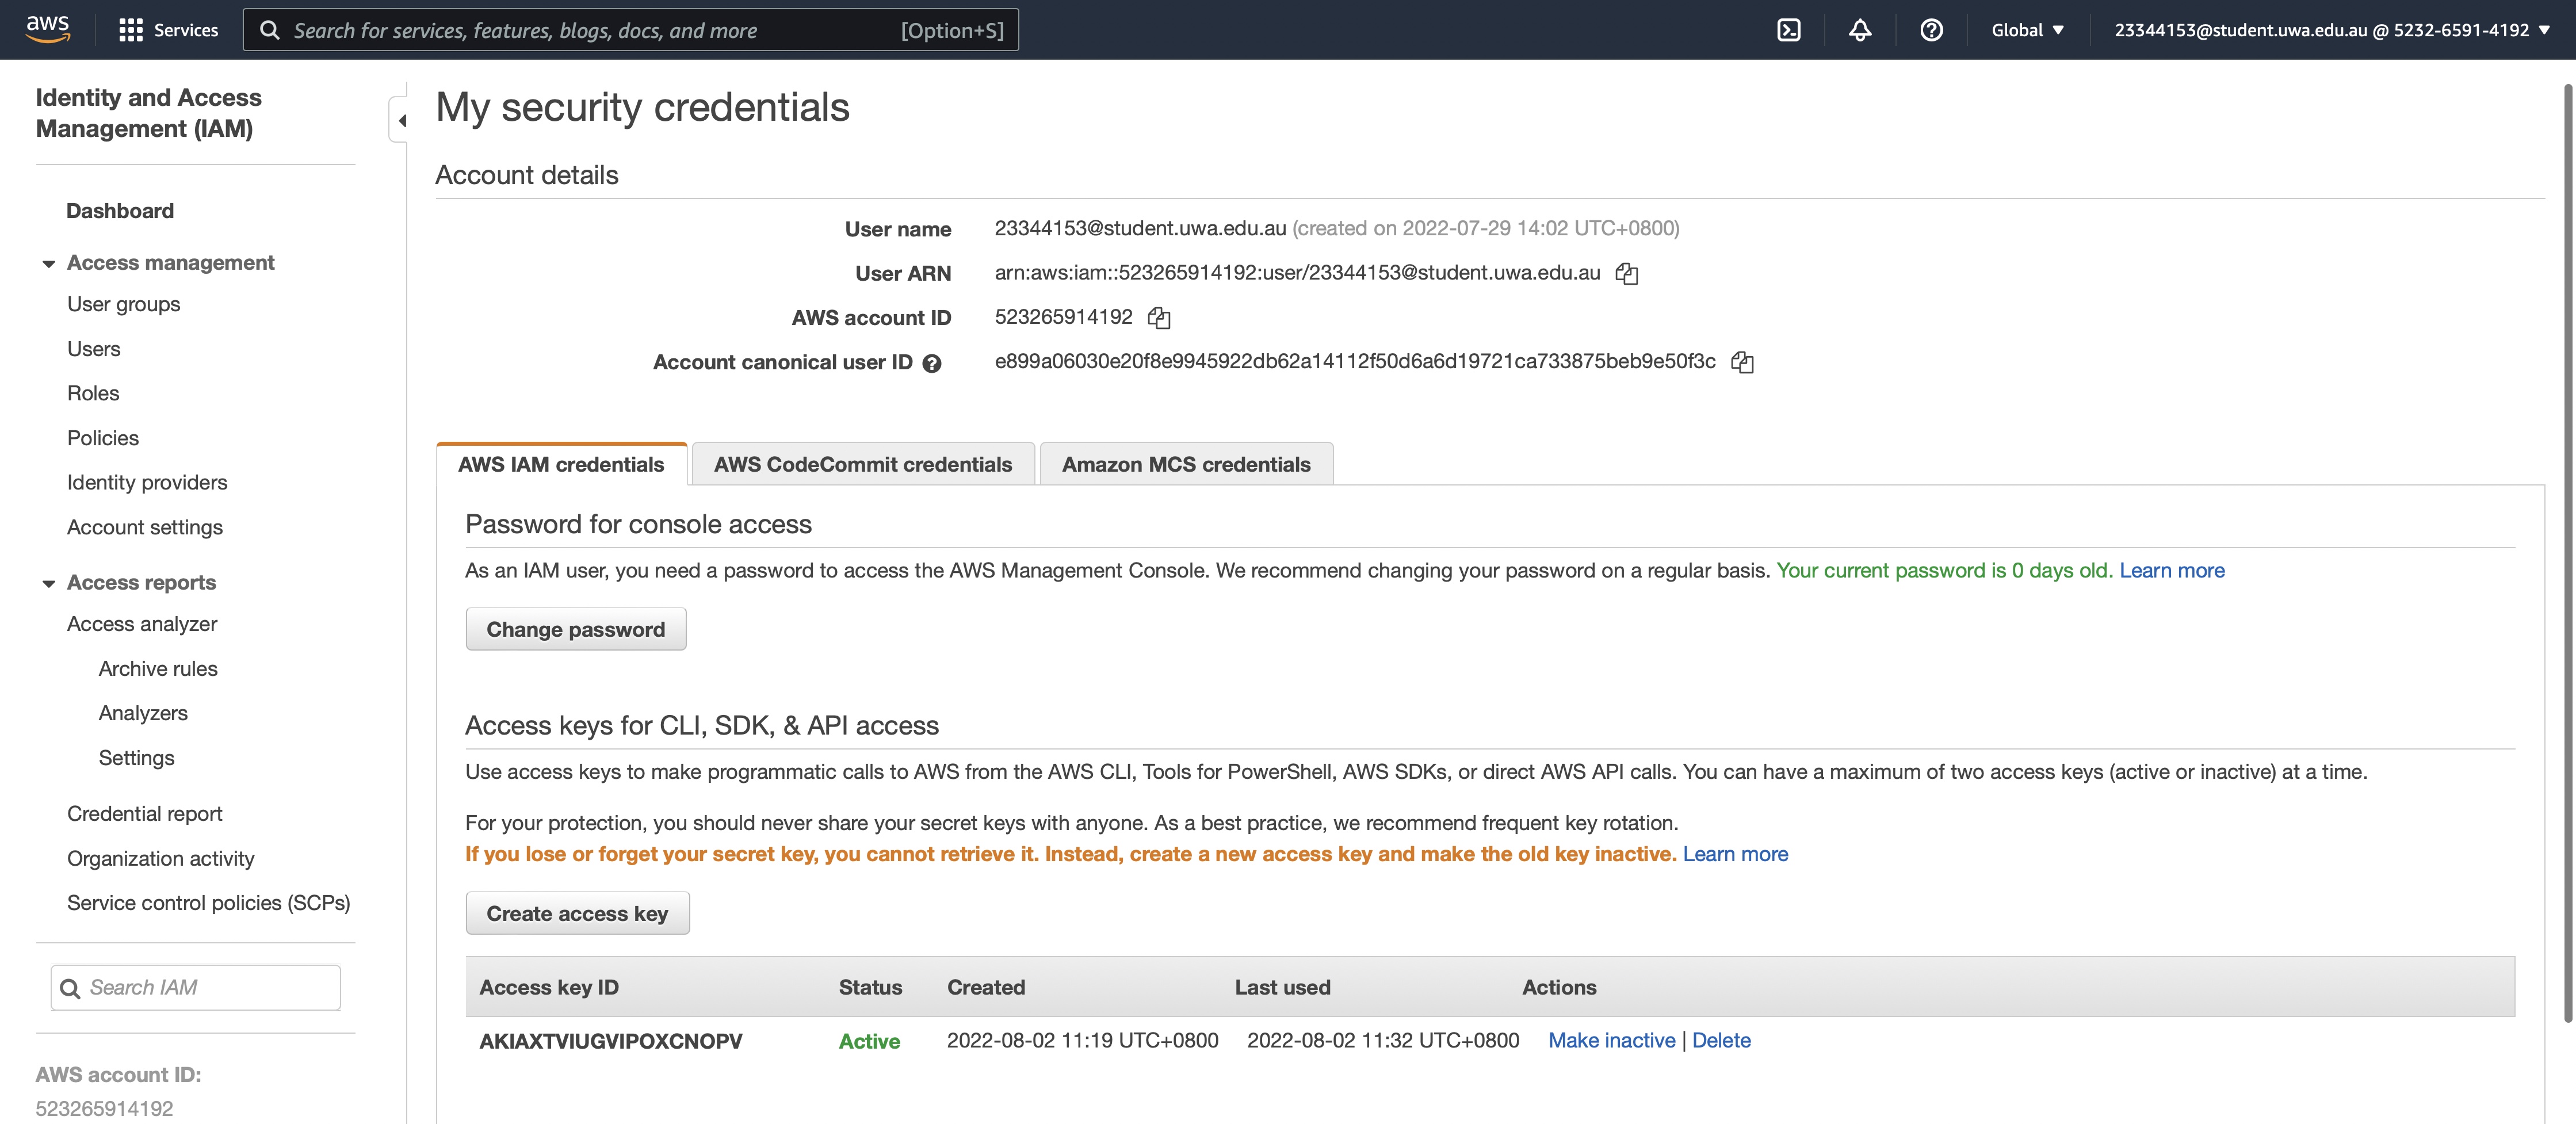 aws
Services
Search for services, features, blogs, docs, and more [Option+S]
Global
23344153@student.uwa.edu.au @ 5232-6591-4192
Identity and Access
Management (IAM)
Dashboard
Access management
User groups
Users
Roles
Policies
Identity providers
Account settings
Access reports
Access analyzer
Archive rules
Analyzers
Settings
Credential report
Organization activity
Service control policies (SCPs)
Search IAM
AWS account ID:
523265914192
My security credentials
Account details
User name 23344153@student.uwa.edu.au (created on 2022-07-29 14:02 UTC+0800)
User ARN arn:aws:iam::523265914192:user/23344153@student.uwa.edu.au
AWS account ID 523265914192
Account canonical user ID e899a06030e20f8e9945922db62a14112f50d6a6d19721ca733875beb9e50f3c
AWS IAM credentials AWS CodeCommit credentials Amazon MCS credentials
Password for console access
As an IAM user, you need a password to access the AWS Management Console. We recommend changing your password on a regular basis. Your current password is 0 days old. Learn more
Change password
Access keys for CLI, SDK, & API access
Use access keys to make programmatic calls to AWS from the AWS CLI, Tools for PowerShell, AWS SDKs, or direct AWS API calls. You can have a maximum of two access keys (active or inactive) at a time.
For your protection, you should never share your secret keys with anyone. As a best practice, we recommend frequent key rotation.
If you lose or forget your secret key, you cannot retrieve it. Instead, create a new access key and make the old key inactive. Learn more
Create access key
Access key ID Status Created Last used Actions
AKIAXTVIUGVIPOXCNOPV Active 2022-08-02 11:19 UTC+0800 2022-08-02 11:32 UTC+0800 Make inactive | Delete